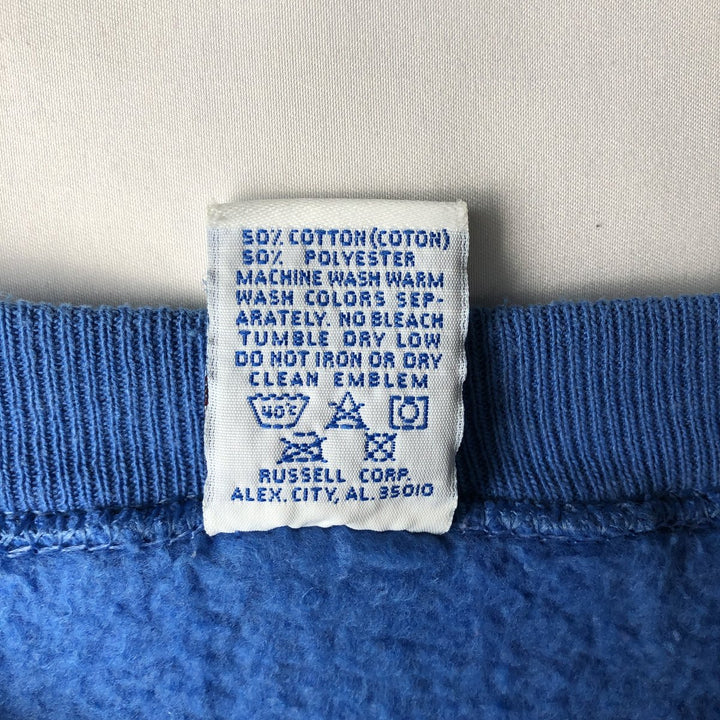 50% COTTON (COTON)
50% POLYESTER
MACHINE WASH WARM
WASH COLORS SEP-
ARATELY. NO BLEACH
TUMBLE DRY LOW
DO NOT IRON OR DRY
CLEAN EMBLEM
40°C
RUSSELL CORP.
ALEX. CITY, AL. 35010